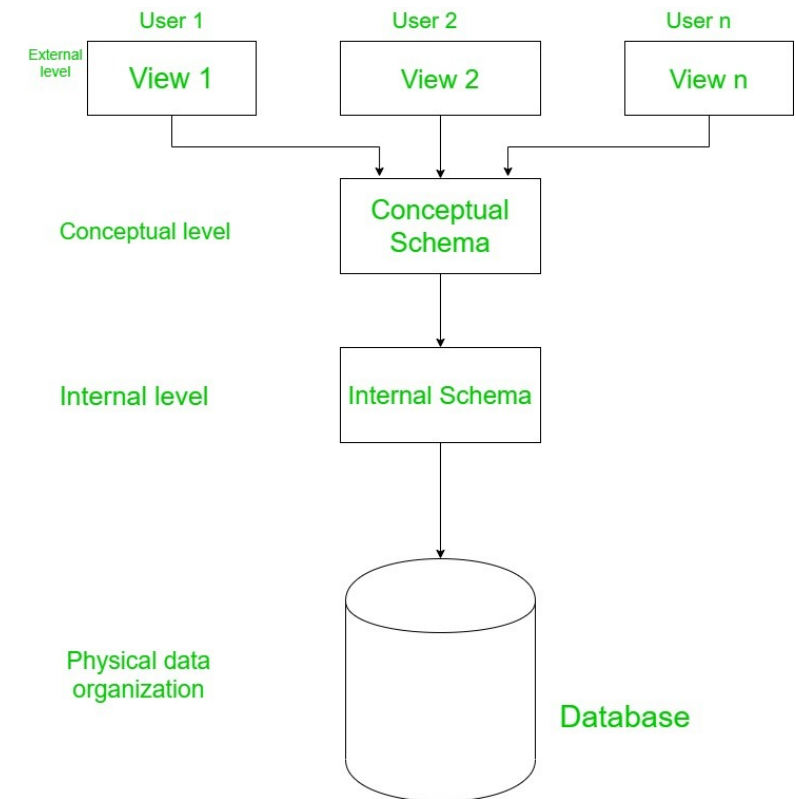 User 1
User 2
User n
External
level
View 1
View 2
View n
Conceptual level
Conceptual
Schema
Internal level
Internal Schema
Physical data
organization
Database